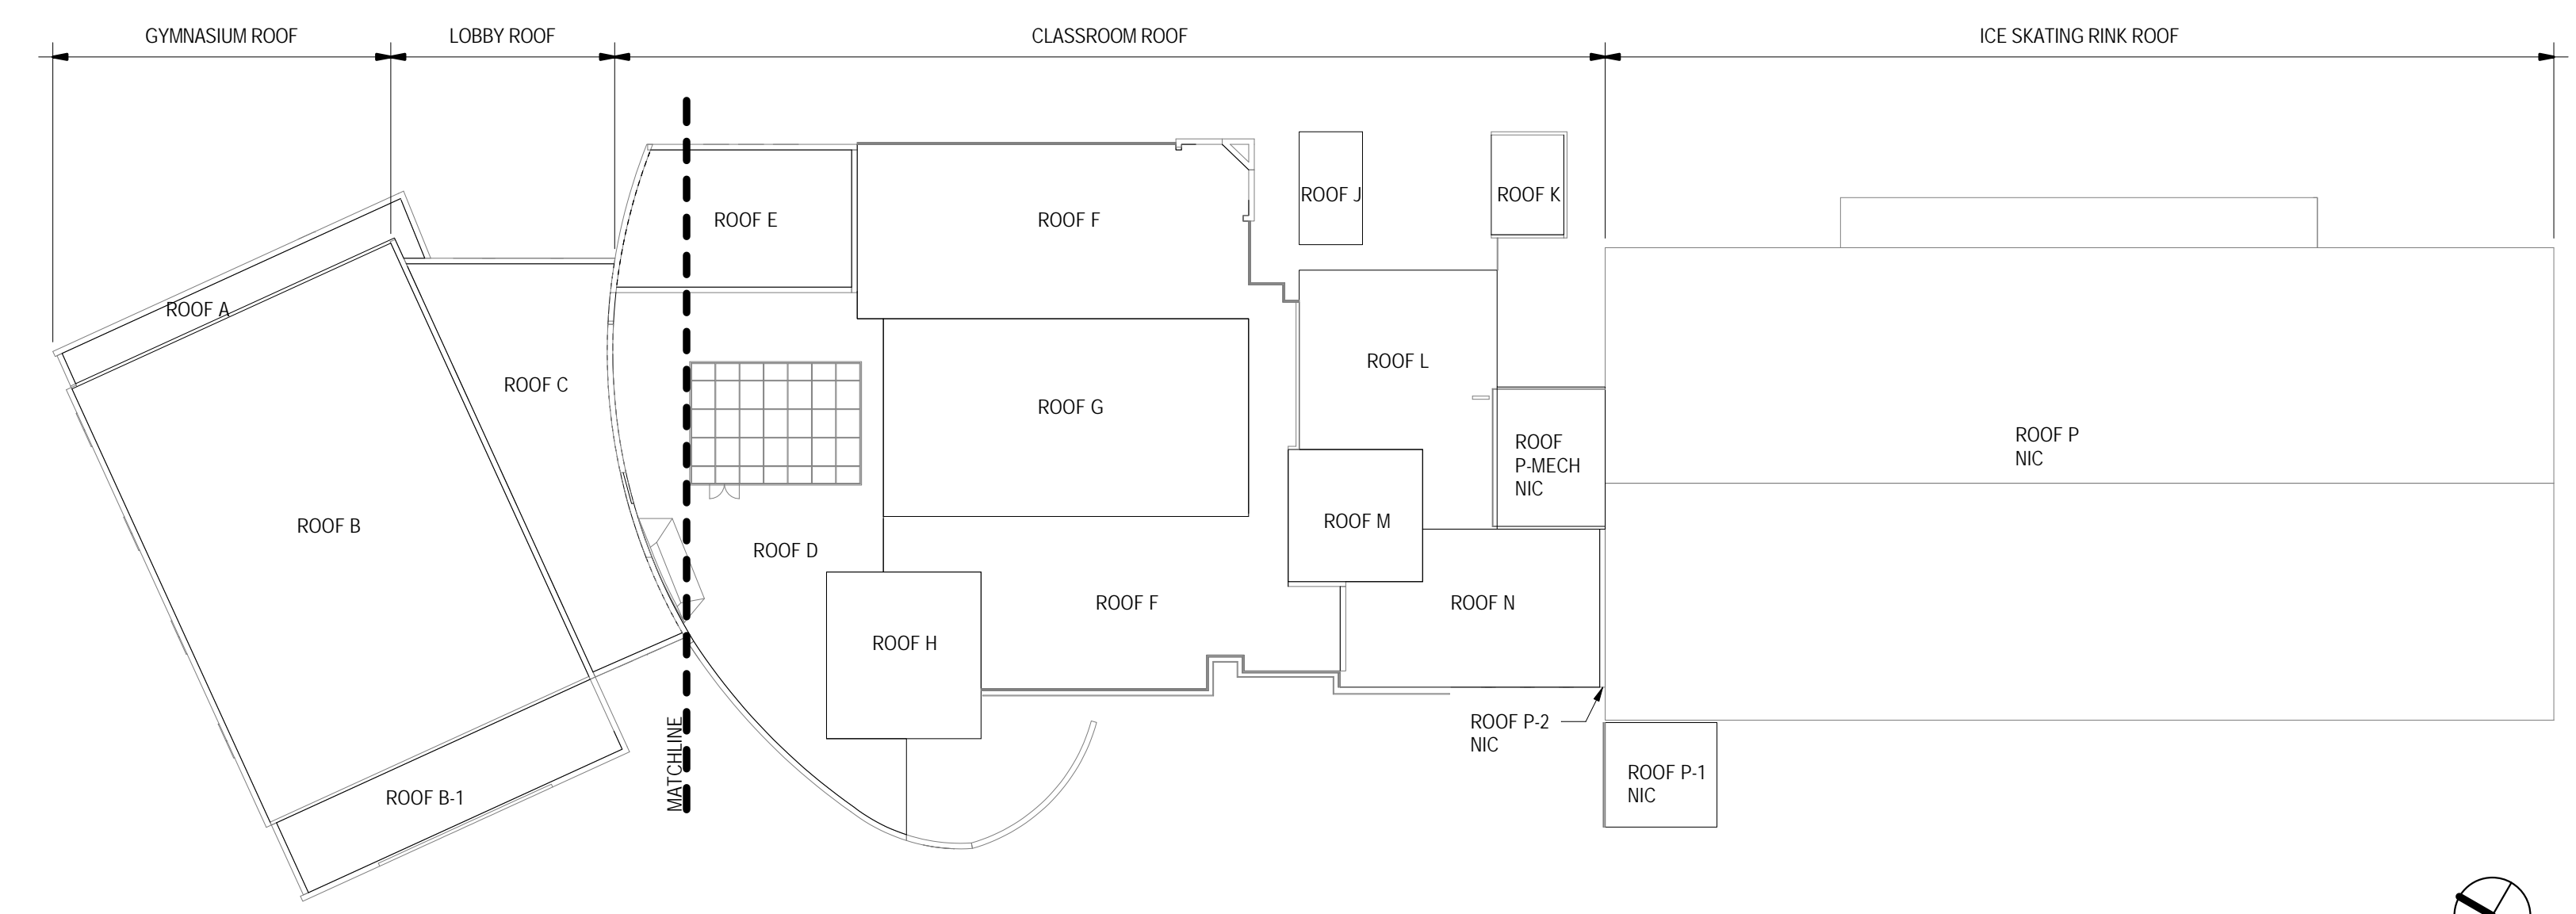 GYMNASIUM ROOF
LOBBY ROOF
CLASSROOM ROOF
ICE SKATING RINK ROOF
ROOF J
ROOF K
ROOF E
ROOF F
ROOF A
ROOF L
ROOF C
ROOF G
ROOF P
NIC
ROOF
P-MECH
NIC
ROOF M
ROOF B
ROOF D
ROOF F
ROOF N
ROOF H
ROOF P-2
NIC
MATCHLINE
ROOF P-1
NIC
ROOF B-1